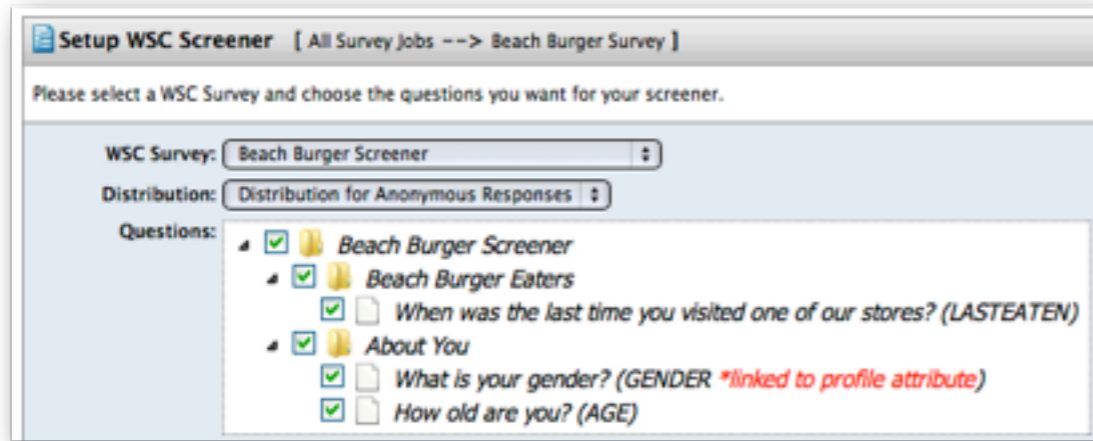 Setup WSC Screener [ All Survey Jobs --> Beach Burger Survey ]
Please select a WSC Survey and choose the questions you want for your screener.
WSC Survey: Beach Burger Screener
Distribution: Distribution for Anonymous Responses
Questions:
Beach Burger Screener
Beach Burger Eaters
When was the last time you visited one of our stores? (LASTEATEN)
About You
What is your gender? (GENDER *linked to profile attribute)
How old are you? (AGE)